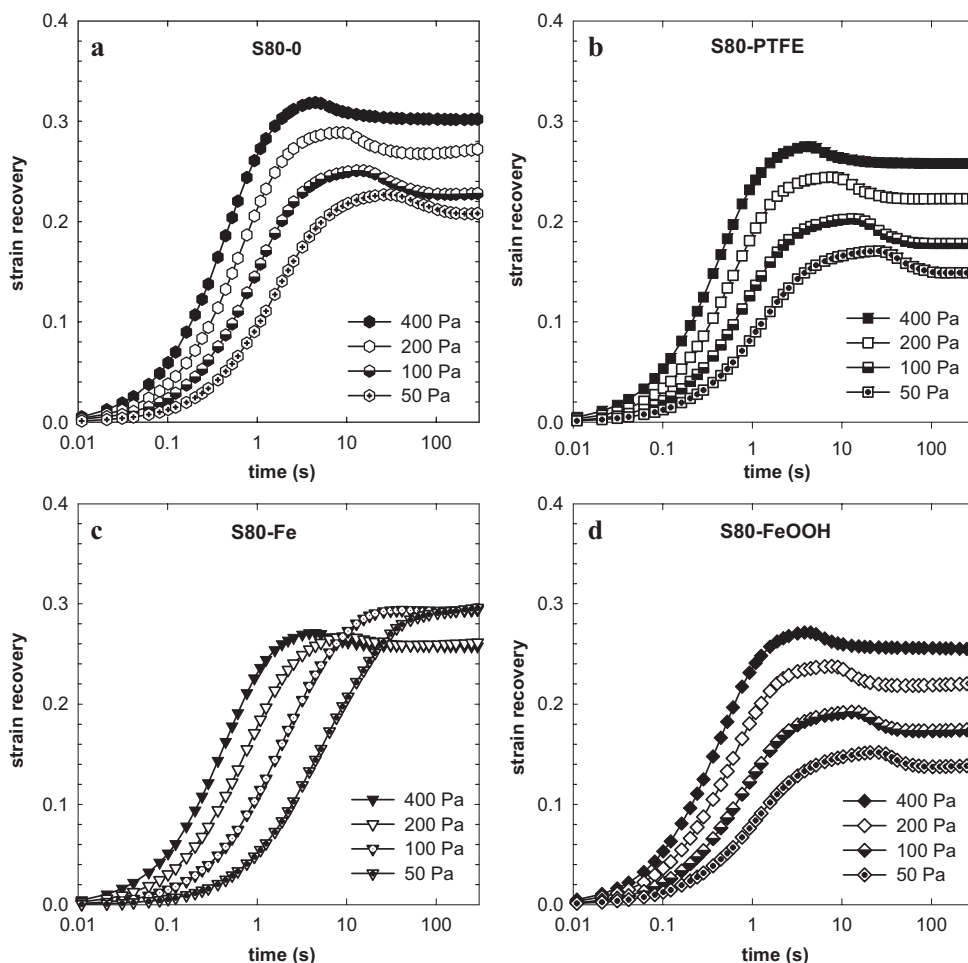 a
S80-0
0.4
0.3
0.2
0.1
0.0
strain recovery
400 Pa
200 Pa
100 Pa
50 Pa
0.01 0.1 1 10 100
time (s)
b
S80-PTFE
0.4
0.3
0.2
0.1
0.0
strain recovery
400 Pa
200 Pa
100 Pa
50 Pa
0.01 0.1 1 10 100
time (s)
c
S80-Fe
0.4
0.3
0.2
0.1
0.0
strain recovery
400 Pa
200 Pa
100 Pa
50 Pa
0.01 0.1 1 10 100
time (s)
d
S80-FeOOH
0.4
0.3
0.2
0.1
0.0
strain recovery
400 Pa
200 Pa
100 Pa
50 Pa
0.01 0.1 1 10 100
time (s)